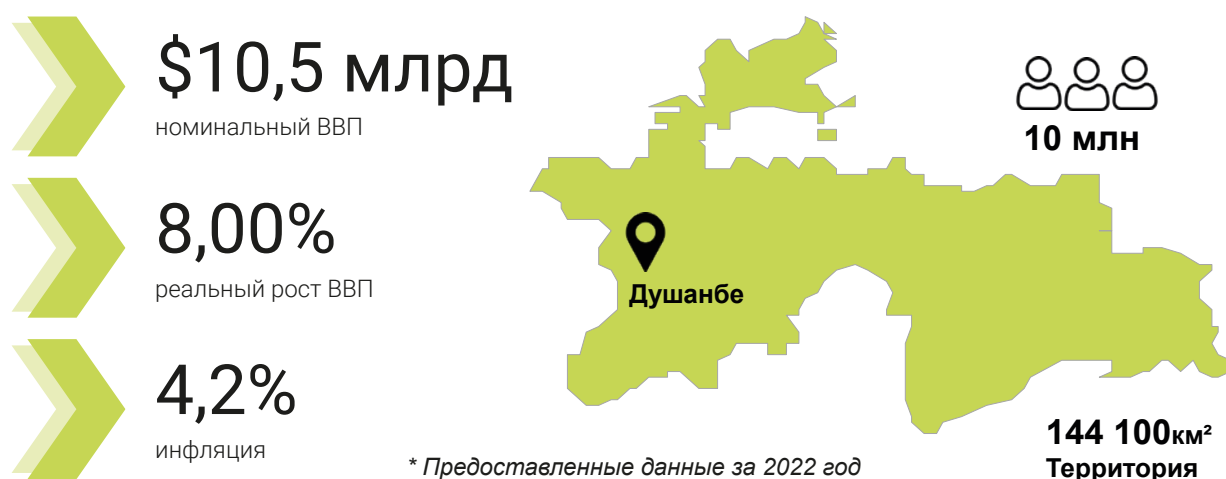 $10,5 млрд
номинальный ВВП
8,00%
реальный рост ВВП
4,2%
инфляция
10 млн
Душанбе
144 100км²
Территория
* Предоставленные данные за 2022 год